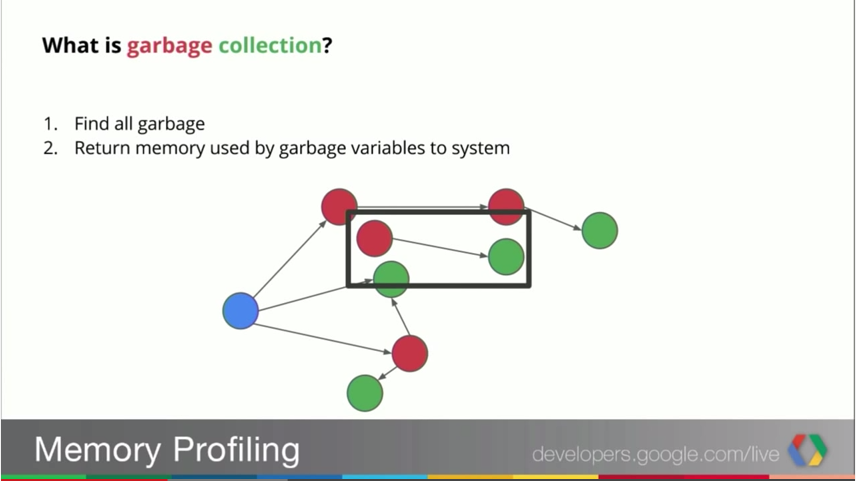 What is garbage collection?
1. Find all garbage
2. Return memory used by garbage variables to system
Memory Profiling
developers.google.com/live